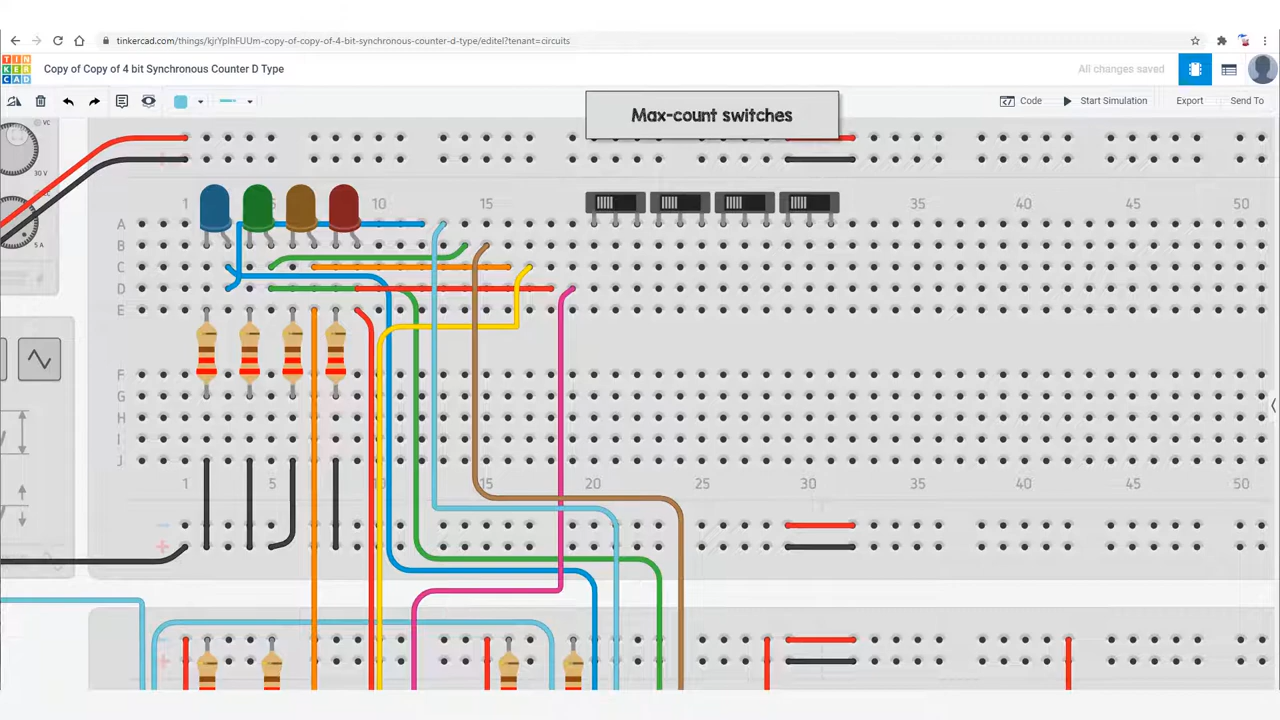 tinkercad.com/things/kjrYplhFUUm-copy-of-copy-of-4-bit-synchronous-counter-d-type/editel?tenant=circuits
TIN
KER
CAD
Copy of Copy of 4 bit Synchronous Counter D Type
All changes saved
Code
Start Simulation
Export
Send To
Max-count switches
VC
30 V
5 A
1 5 10 15 35 40 45 50
A
B
C
D
E
F
G
H
I
J
1 5 10 15 20 25 30 35 40 45 50